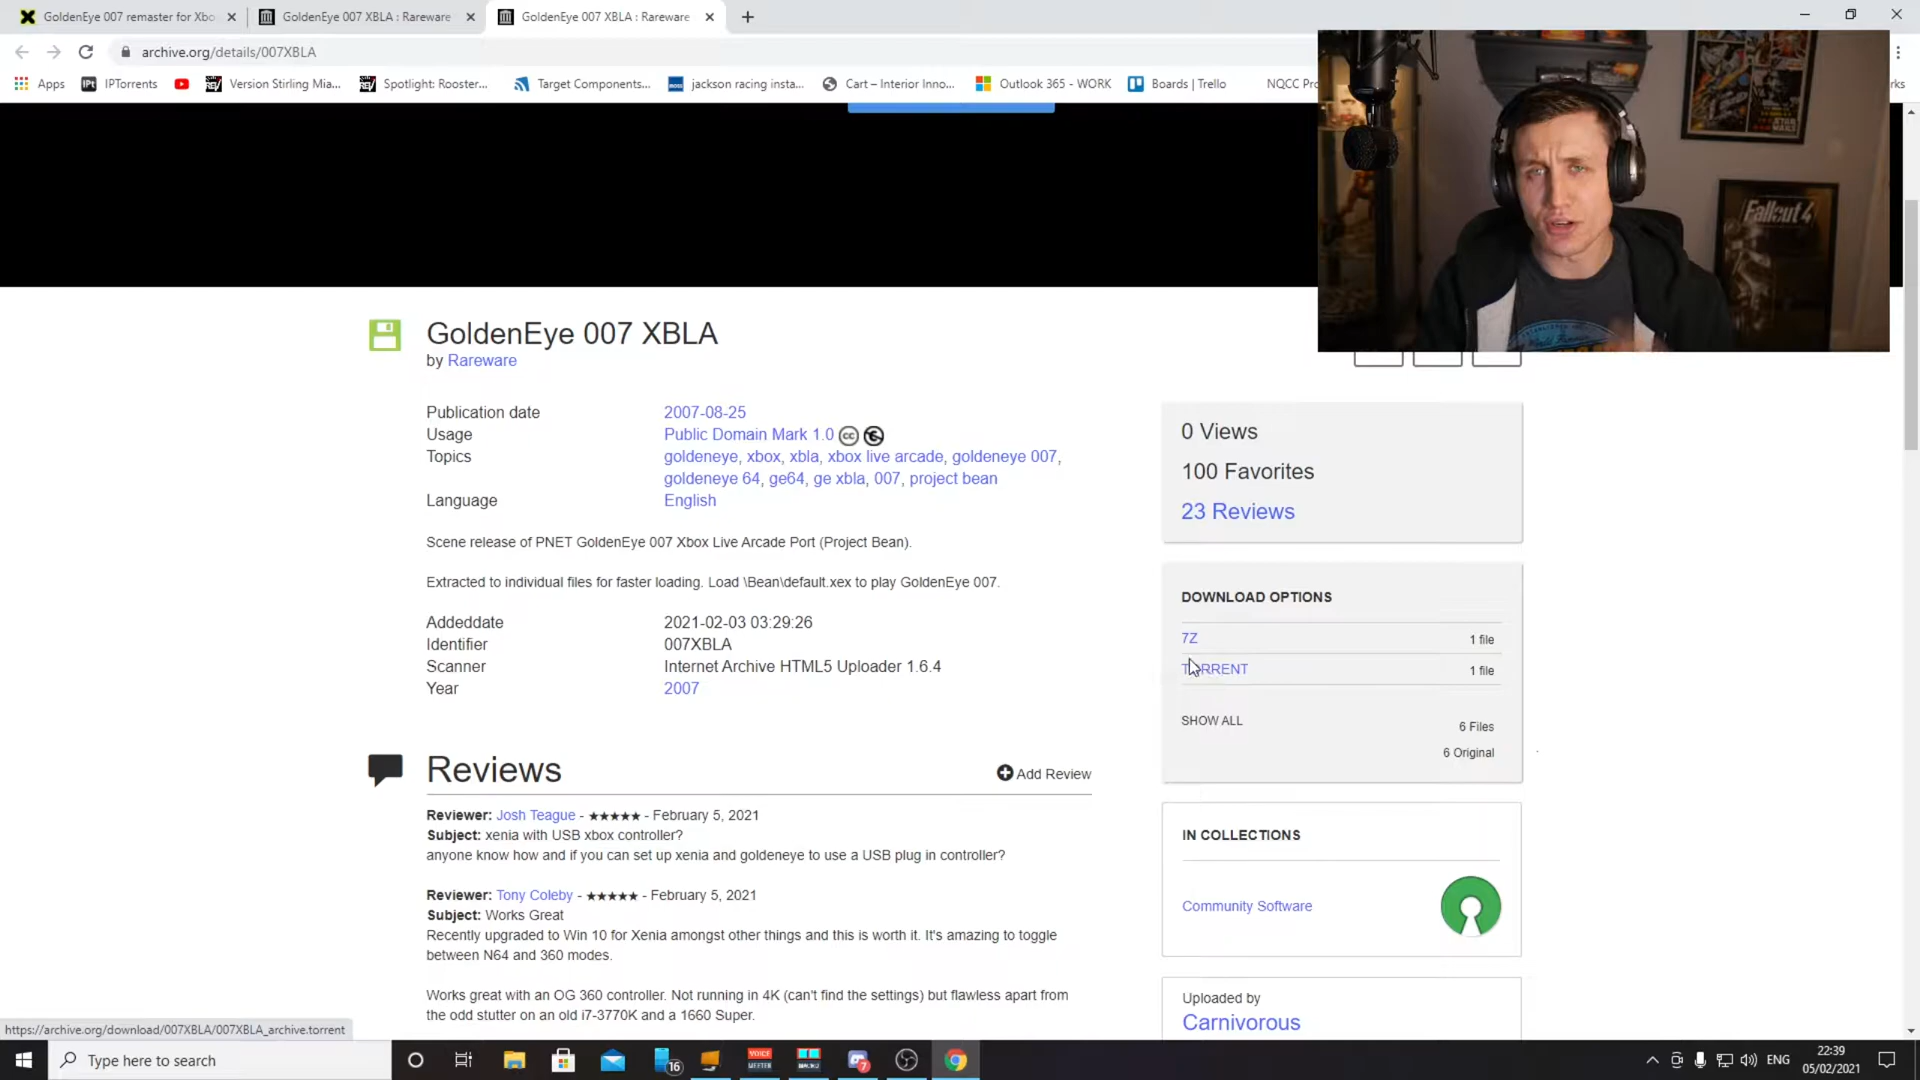 GoldenEye 007 remaster for Xbo
GoldenEye 007 XBLA : Rareware
GoldenEye 007 XBLA : Rareware
archive.org/details/007XBLA
Apps
IPTorrents
Version Stirling Mia...
Spotlight: Rooster...
Target Components...
jackson racing insta...
Cart – Interior Inno...
Outlook 365 - WORK
Boards | Trello
NQCC Pro
rks
Fallout 4
STAR WARS
GoldenEye 007 XBLA
by Rareware
Publication date 2007-08-25
Usage Public Domain Mark 1.0
Topics goldeneye, xbox, xbla, xbox live arcade, goldeneye 007,
goldeneye 64, ge64, ge xbla, 007, project bean
Language English
Scene release of PNET GoldenEye 007 Xbox Live Arcade Port (Project Bean).
Extracted to individual files for faster loading. Load \Bean\default.xex to play GoldenEye 007.
Addeddate 2021-02-03 03:29:26
Identifier 007XBLA
Scanner Internet Archive HTML5 Uploader 1.6.4
Year 2007
0 Views
100 Favorites
23 Reviews
DOWNLOAD OPTIONS
7Z 1 file
TORRENT 1 file
SHOW ALL 6 Files
6 Original
Reviews
Add Review
Reviewer: Josh Teague - ★★★★★ - February 5, 2021
Subject: xenia with USB xbox controller?
anyone know how and if you can set up xenia and goldeneye to use a USB plug in controller?
Reviewer: Tony Coleby - ★★★★★ - February 5, 2021
Subject: Works Great
Recently upgraded to Win 10 for Xenia amongst other things and this is worth it. It's amazing to toggle
between N64 and 360 modes.
Works great with an OG 360 controller. Not running in 4K (can't find the settings) but flawless apart from
the odd stutter on an old i7-3770K and a 1660 Super.
IN COLLECTIONS
Community Software
Uploaded by
Carnivorous
https://archive.org/download/007XBLA/007XBLA_archive.torrent
Type here to search
16
VOICE
MEETER
7
ENG
22:39
05/02/2021